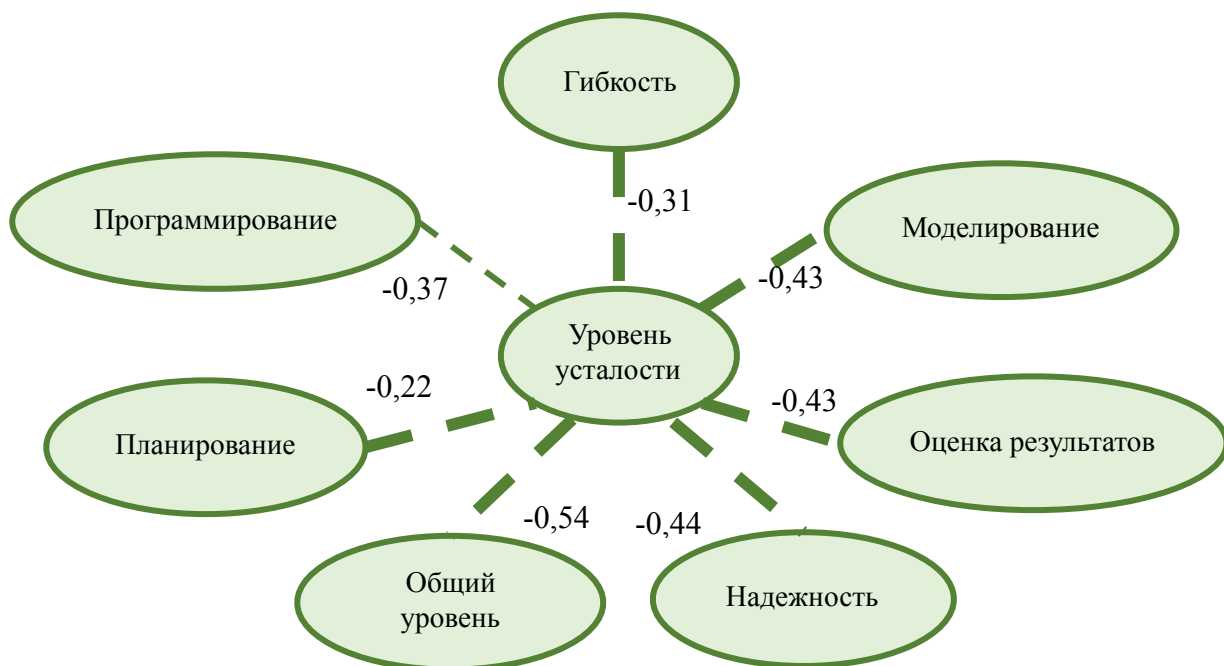 Гибкость
-0,31
Программирование
-0,37
Моделирование
-0,43
Уровень
усталости
Планирование
-0,22
-0,43
Оценка результатов
-0,54
-0,44
Общий
уровень
Надежность